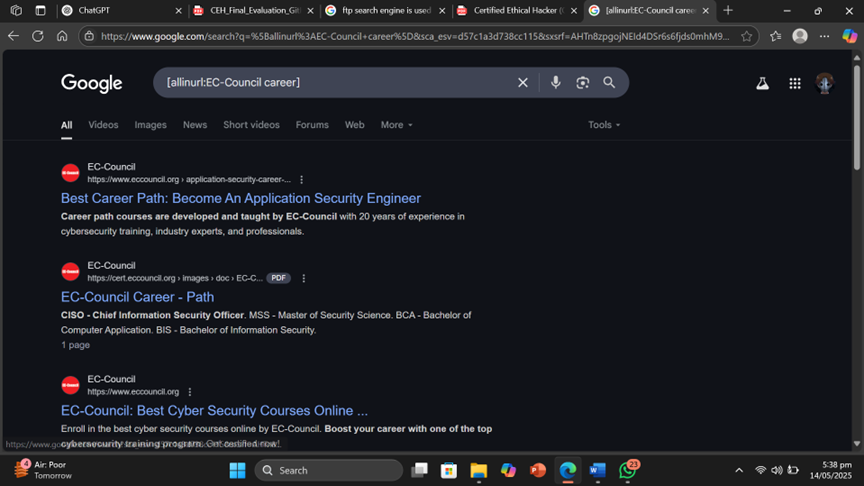 ChatGPT
CEH_Final_Evaluation_Git
ftp search engine is used
Certified Ethical Hacker (
[allinurl:EC-Council caree
https://www.google.com/search?q=%5Ballinurl%3AEC-Council+career%5D&sca_esv=d57c1a3d738cc115&sxsrf=
Google
[allinurl:EC-Council career]
All Videos Images News Short videos Forums Web More Tools
EC-Council
https://www.eccouncil.org › application-security-career-...
Best Career Path: Become An Application Security Engineer
Career path courses are developed and taught by EC-Council with 20 years of experience in
cybersecurity training, industry experts, and professionals.
EC-Council
https://cert.eccouncil.org › images › doc › EC-C... PDF
EC-Council Career - Path
CISO - Chief Information Security Officer. MSS - Master of Security Science. BCA - Bachelor of
Computer Application. BIS - Bachelor of Information Security.
1 page
EC-Council
https://www.eccouncil.org
EC-Council: Best Cyber Security Courses Online ...
Enroll in the best cyber security courses online by EC-Council. Boost your career with one of the top
cybersecurity training program. Get certified now!
4
Air: Poor
Tomorrow
Search
23
5:38 pm
14/05/2025